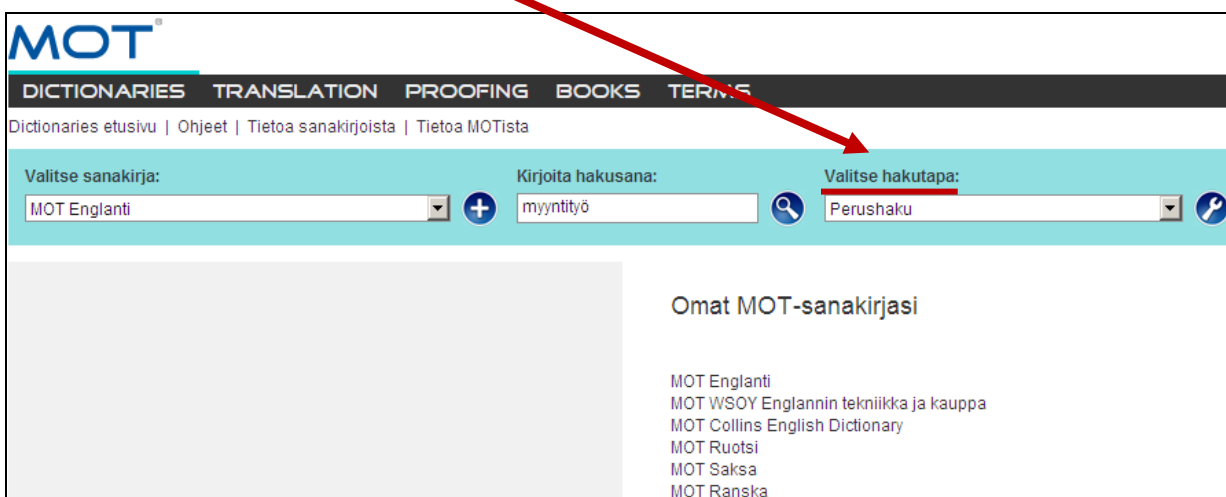 MOT®
DICTIONARIES TRANSLATION PROOFING BOOKS TERMS
Dictionaries etusivu | Ohjeet | Tietoa sanakirjoista | Tietoa MOTista
Valitse sanakirja: Kirjoita hakusana: Valitse hakutapa:
MOT Englanti myyntityö Perushaku
Omat MOT-sanakirjasi
MOT Englanti
MOT WSOY Englannin tekniikka ja kauppa
MOT Collins English Dictionary
MOT Ruotsi
MOT Saksa
MOT Ranska